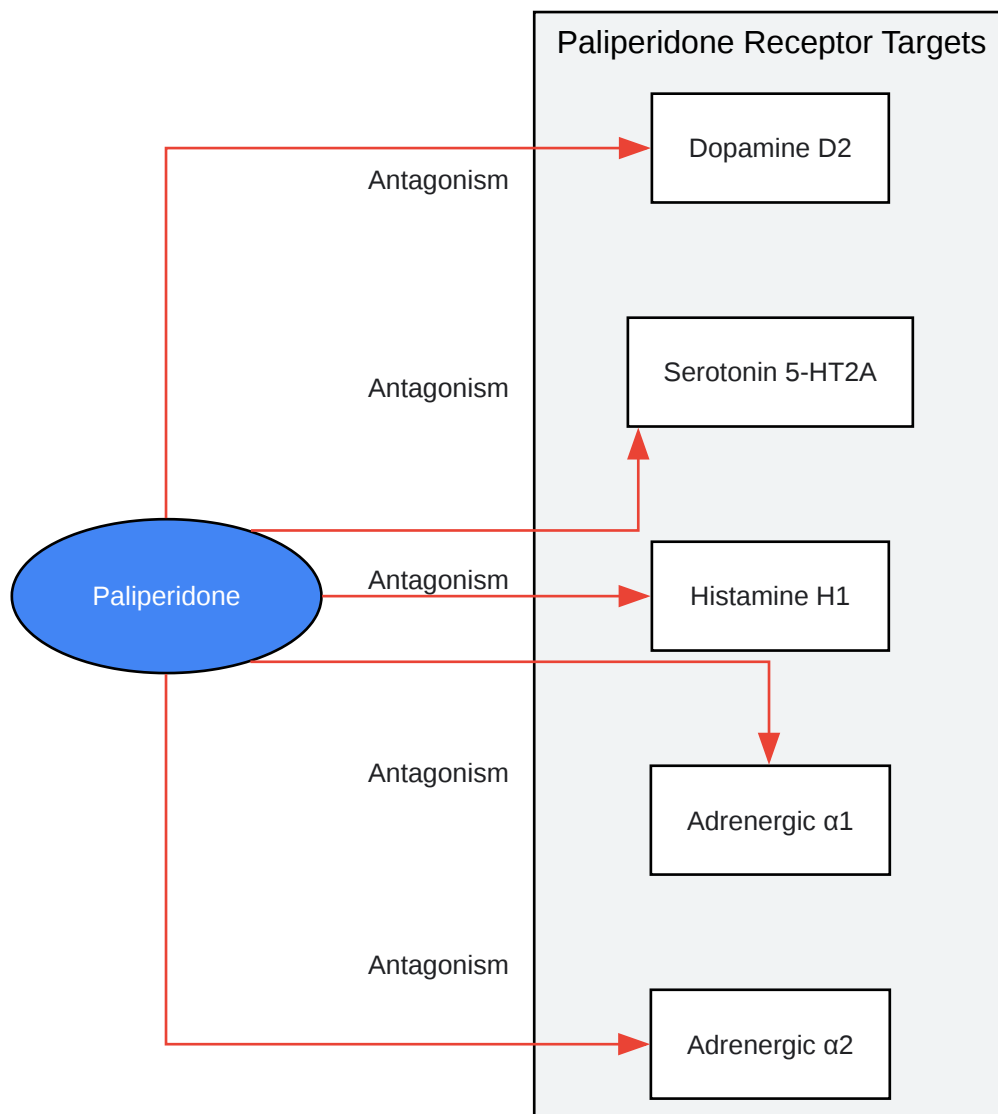 Paliperidone Receptor Targets
Dopamine D2
Antagonism
Serotonin 5-HT2A
Antagonism
Paliperidone
Antagonism
Histamine H1
Antagonism
Adrenergic α1
Antagonism
Adrenergic α2